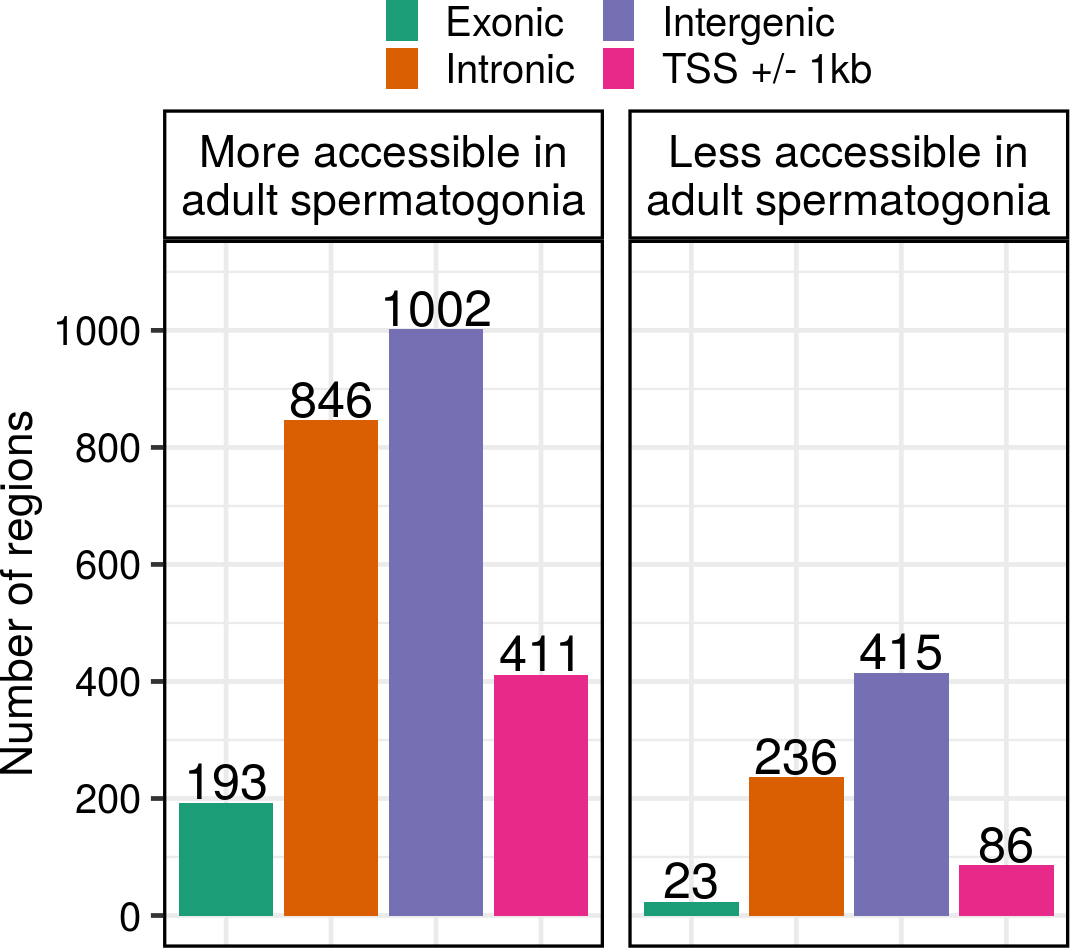 Exonic
Intergenic
Intronic
TSS +/- 1kb
More accessible in
adult spermatogonia
Less accessible in
adult spermatogonia
Number of regions
1000
800
600
400
200
0
193
846
1002
411
23
236
415
86